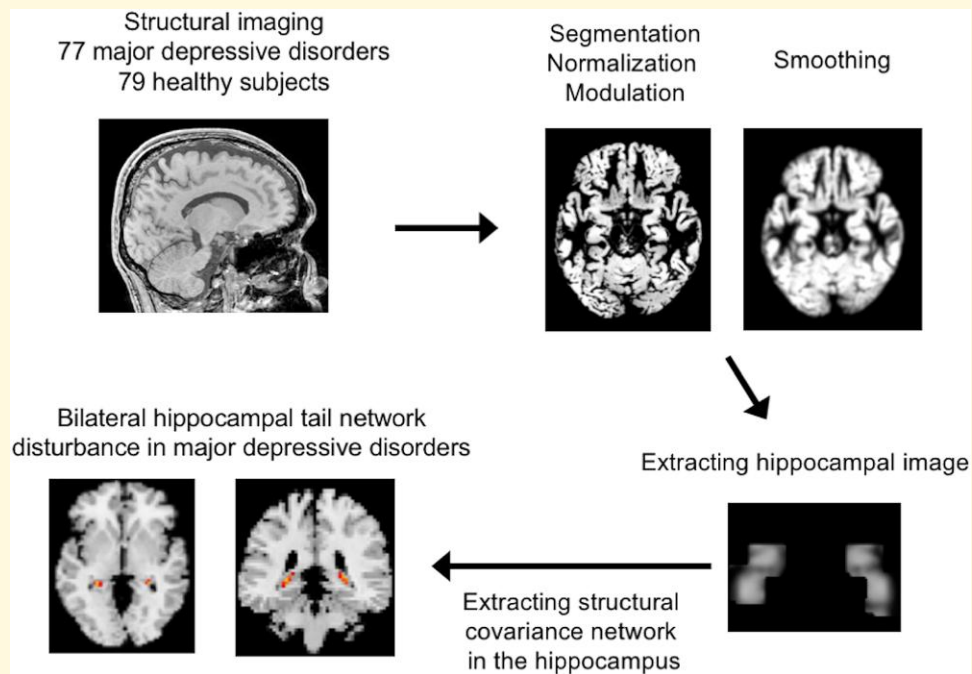 Structural imaging
77 major depressive disorders
79 healthy subjects
Segmentation
Normalization
Modulation
Smoothing
Extracting hippocampal image
Extracting structural
covariance network
in the hippocampus
Bilateral hippocampal tail network
disturbance in major depressive disorders